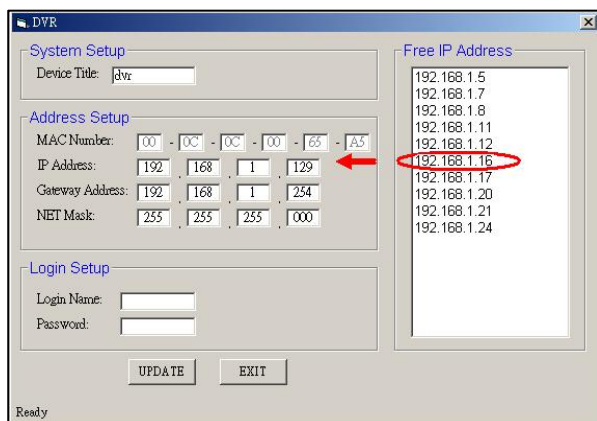 DVR
System Setup
Device Title: dvr
Address Setup
MAC Number: 00 - 0C - 0C - 00 - 65 - A5
IP Address: 192 . 168 . 1 . 129
Gateway Address: 192 . 168 . 1 . 254
NET Mask: 255 . 255 . 255 . 000
Login Setup
Login Name:
Password:
UPDATE EXIT
Ready
Free IP Address
192.168.1.5
192.168.1.7
192.168.1.8
192.168.1.11
192.168.1.12
192.168.1.16
192.168.1.17
192.168.1.20
192.168.1.21
192.168.1.24